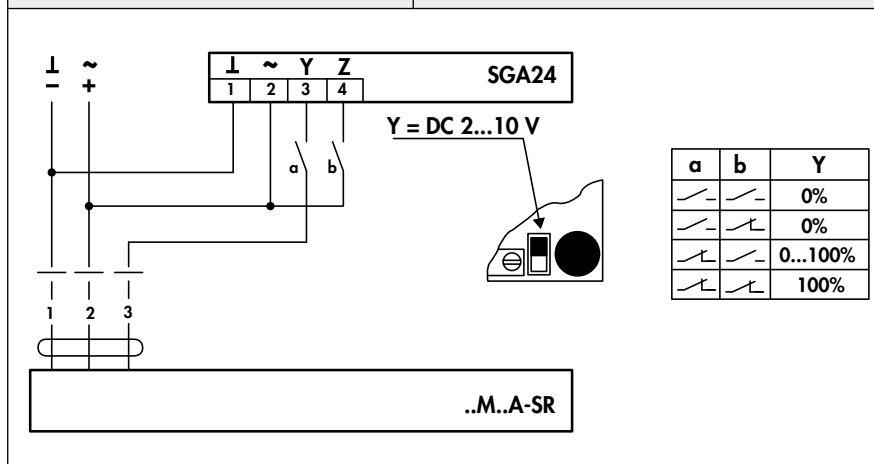 ⊥ ~
– +
⊥ ~ Y Z
1 2 3 4
SGA24
Y = DC 2...10 V
a b
1 2 3
..M..A-SR
a b Y
0%
0%
0...100%
100%